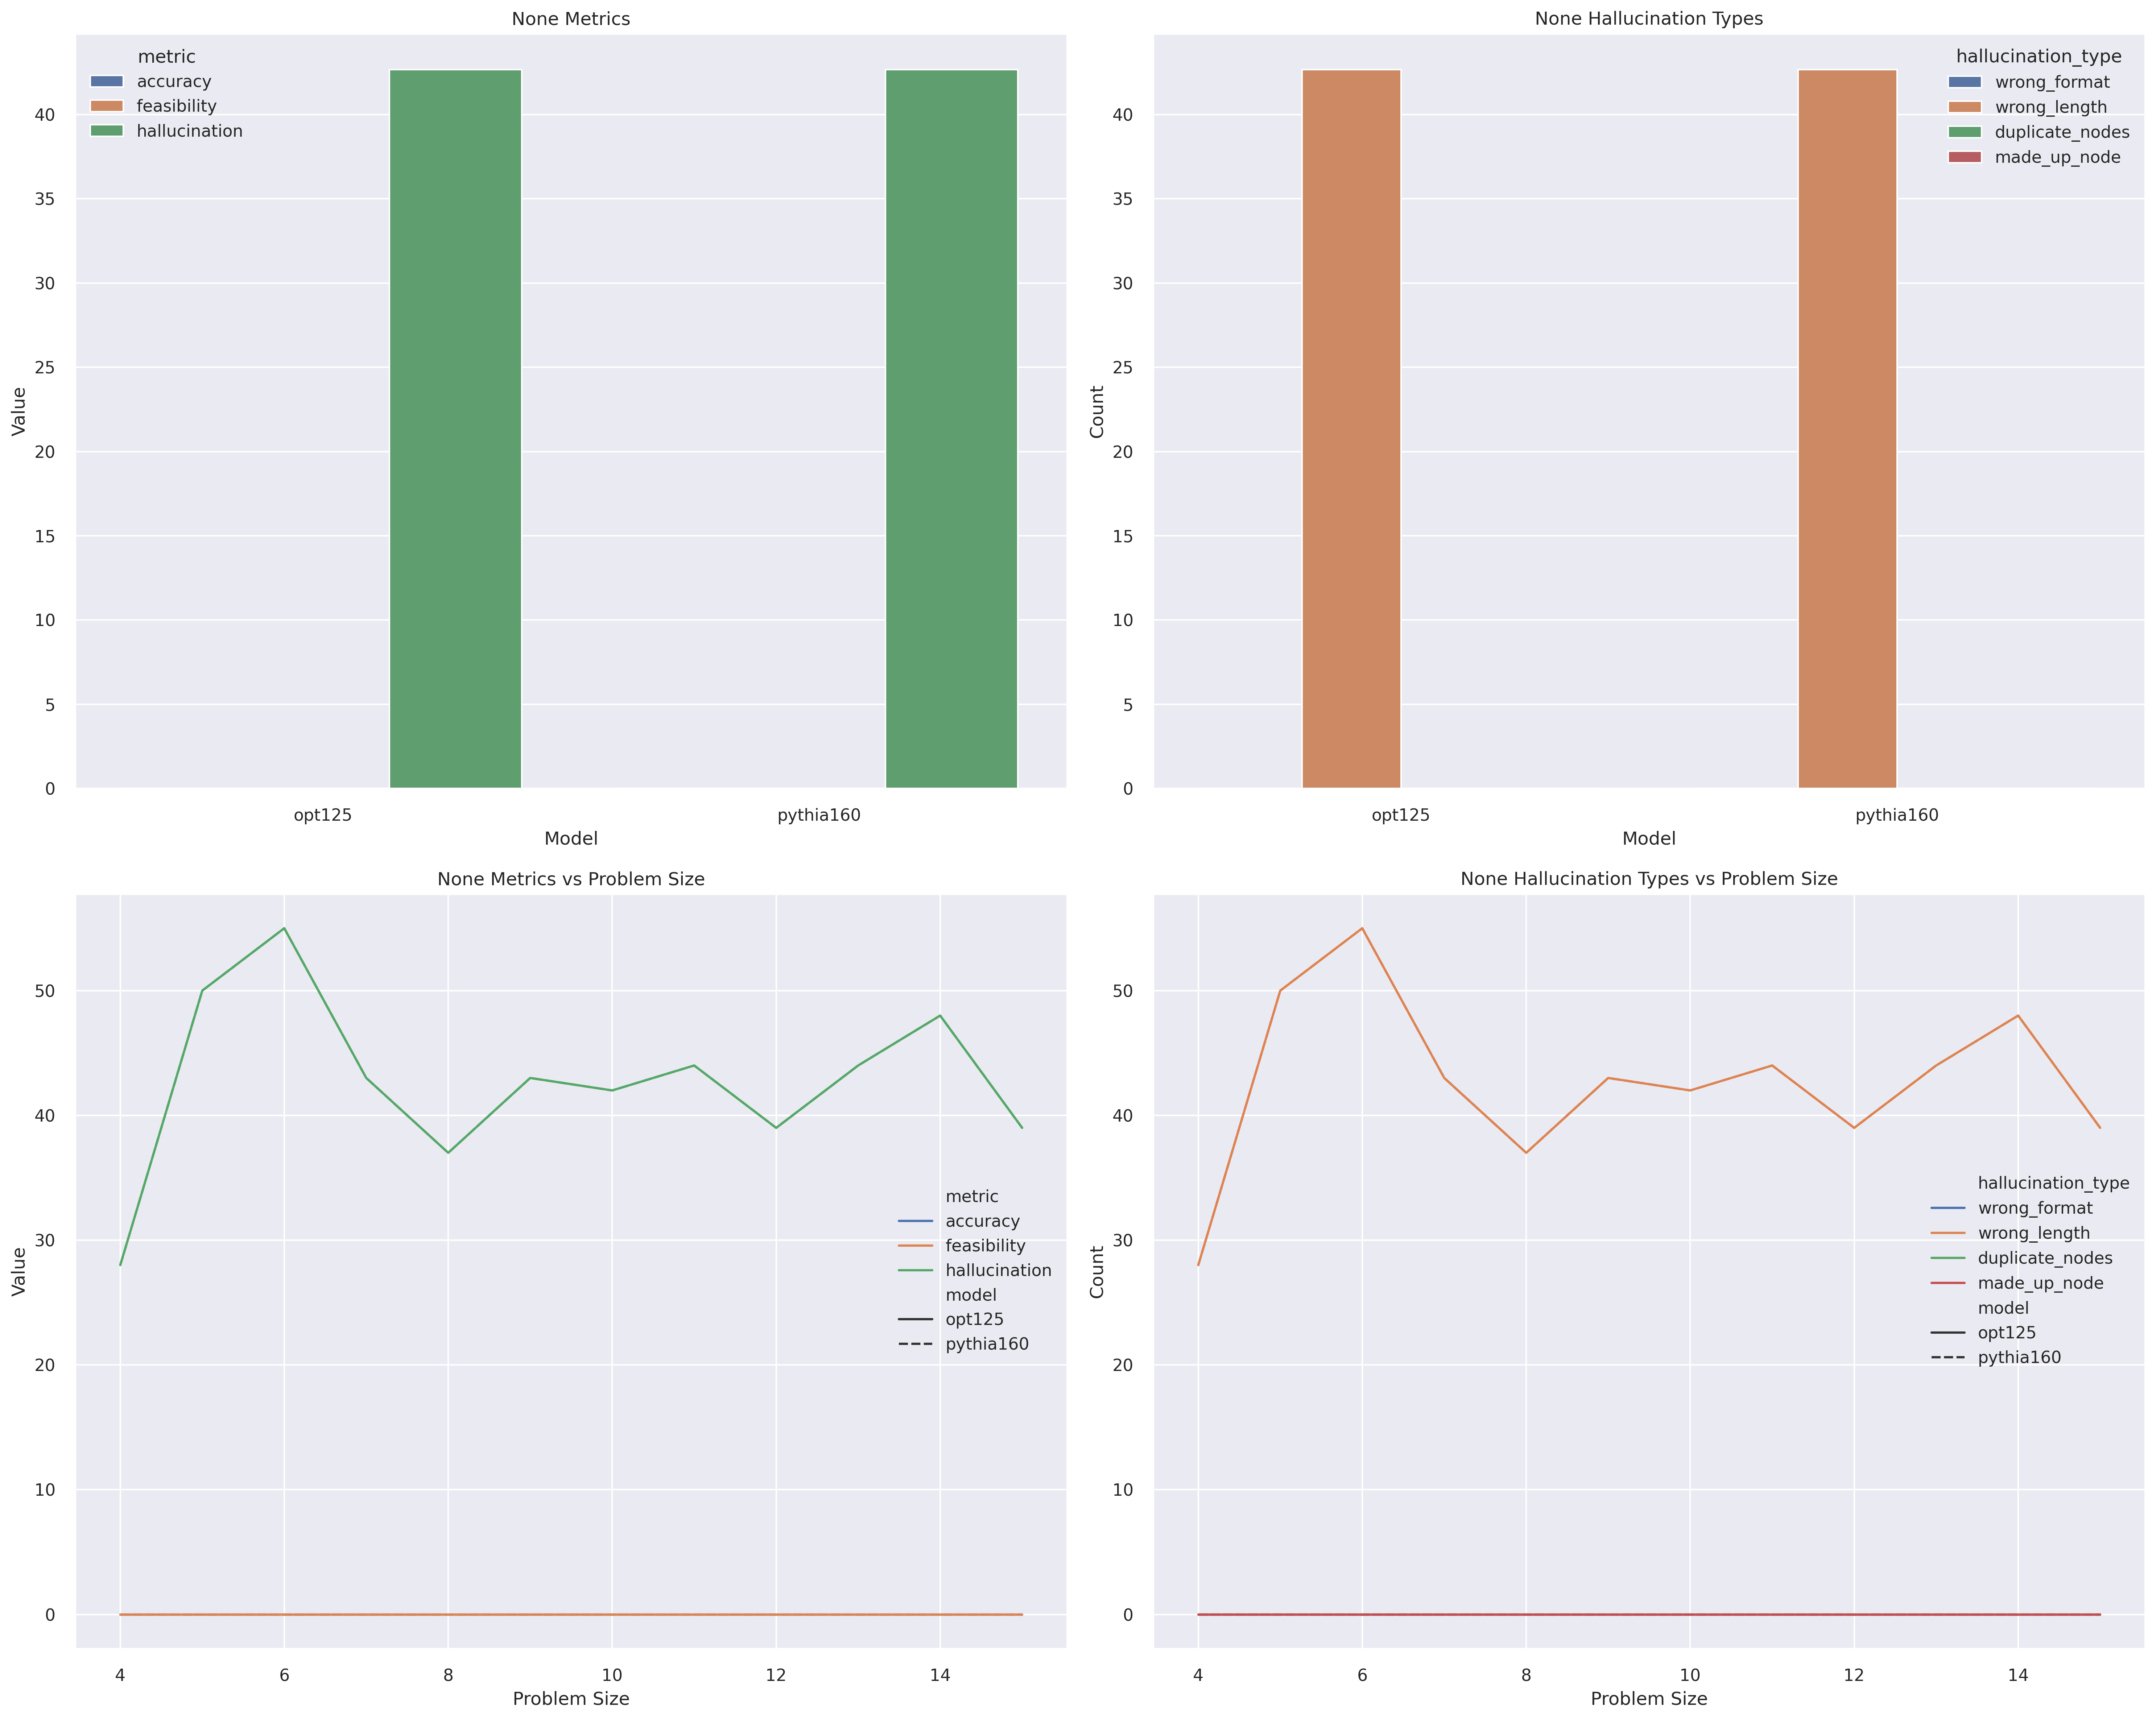 None Metrics
metric
accuracy
feasibility
hallucination
40
35
30
25
20
15
10
5
0
Value
opt125
pythia160
Model
None Hallucination Types
hallucination_type
wrong_format
wrong_length
duplicate_nodes
made_up_node
40
35
30
25
20
15
10
5
0
Count
opt125
pythia160
Model
None Metrics vs Problem Size
50
40
30
20
10
0
Value
metric
accuracy
feasibility
hallucination
model
opt125
pythia160
4
6
8
10
12
14
Problem Size
None Hallucination Types vs Problem Size
50
40
30
20
10
0
Count
hallucination_type
wrong_format
wrong_length
duplicate_nodes
made_up_node
model
opt125
pythia160
4
6
8
10
12
14
Problem Size